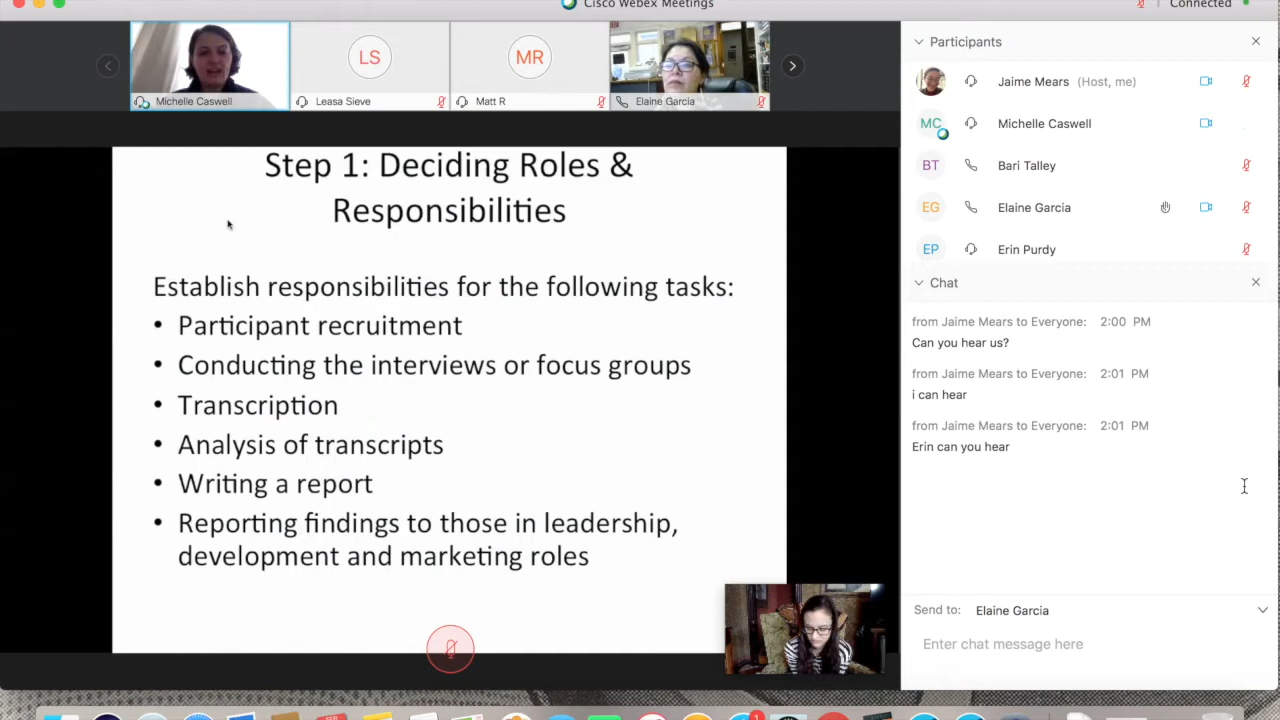 Cisco Webex Meetings
Connected
LS
MR
Michelle Caswell
Leasa Sieve
Matt R
Elaine Garcia
Step 1: Deciding Roles &
Responsibilities
Establish responsibilities for the following tasks:
• Participant recruitment
• Conducting the interviews or focus groups
• Transcription
• Analysis of transcripts
• Writing a report
• Reporting findings to those in leadership,
development and marketing roles
Participants
Jaime Mears (Host, me)
MC Michelle Caswell
BT Bari Talley
EG Elaine Garcia
EP Erin Purdy
Chat
from Jaime Mears to Everyone: 2:00 PM
Can you hear us?
from Jaime Mears to Everyone: 2:01 PM
i can hear
from Jaime Mears to Everyone: 2:01 PM
Erin can you hear
Send to: Elaine Garcia
Enter chat message here